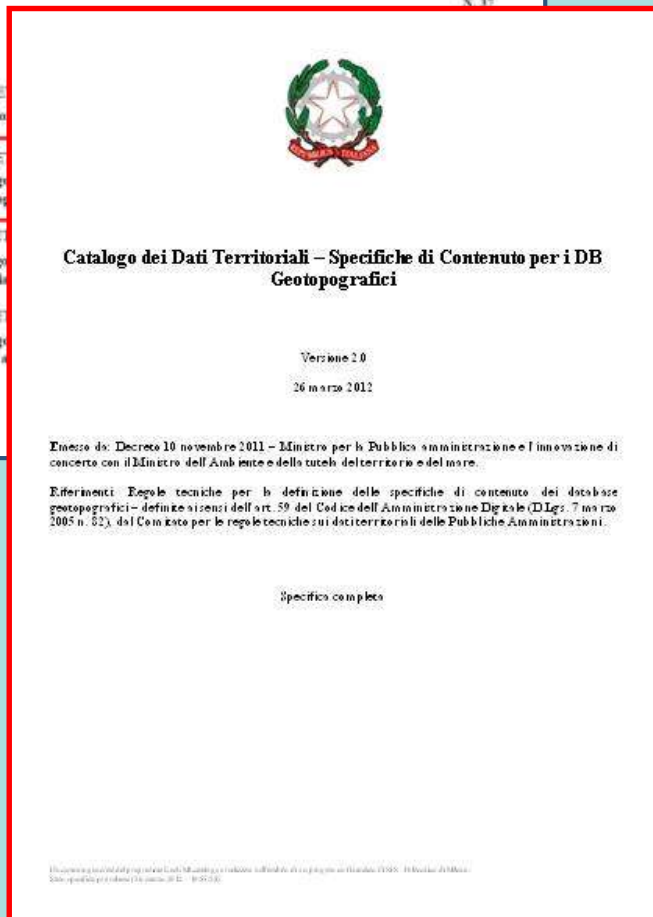 REPUBBLICA ITALIANA
Catalogo dei Dati Territoriali – Specifiche di Contenuto per i DB
Geotopografici
Versione 2.0
26 marzo 2012
Emesso da: Decreto 10 novembre 2011 – Ministro per la Pubblica amministrazione e l'innovazione di
concerto con il Ministro dell'Ambiente e della tutela del territorio e del mare.
Riferimenti: Regole tecniche per la definizione delle specifiche di contenuto dei database
geotopografici – definite ai sensi dell'art. 59 del Codice dell'Amministrazione Digitale (D.Lgs. 7 marzo
2005 n. 82), dal Comitato per le regole tecniche sui dati territoriali delle Pubbliche Amministrazioni.
Specifica completa